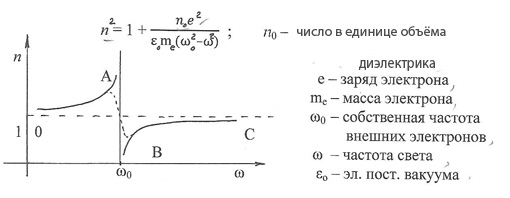 n² = 1 + n₀e² / ε₀mₑ(ω₀²-ω²) ; n₀ – число в единице объёма
диэлектрика
e – заряд электрона,
mₑ – масса электрона,
ω₀ – собственная частота
внешних электронов,
ω – частота света,
ε₀ – эл. пост. вакуума
n
A
1 0
B
C
ω₀
ω